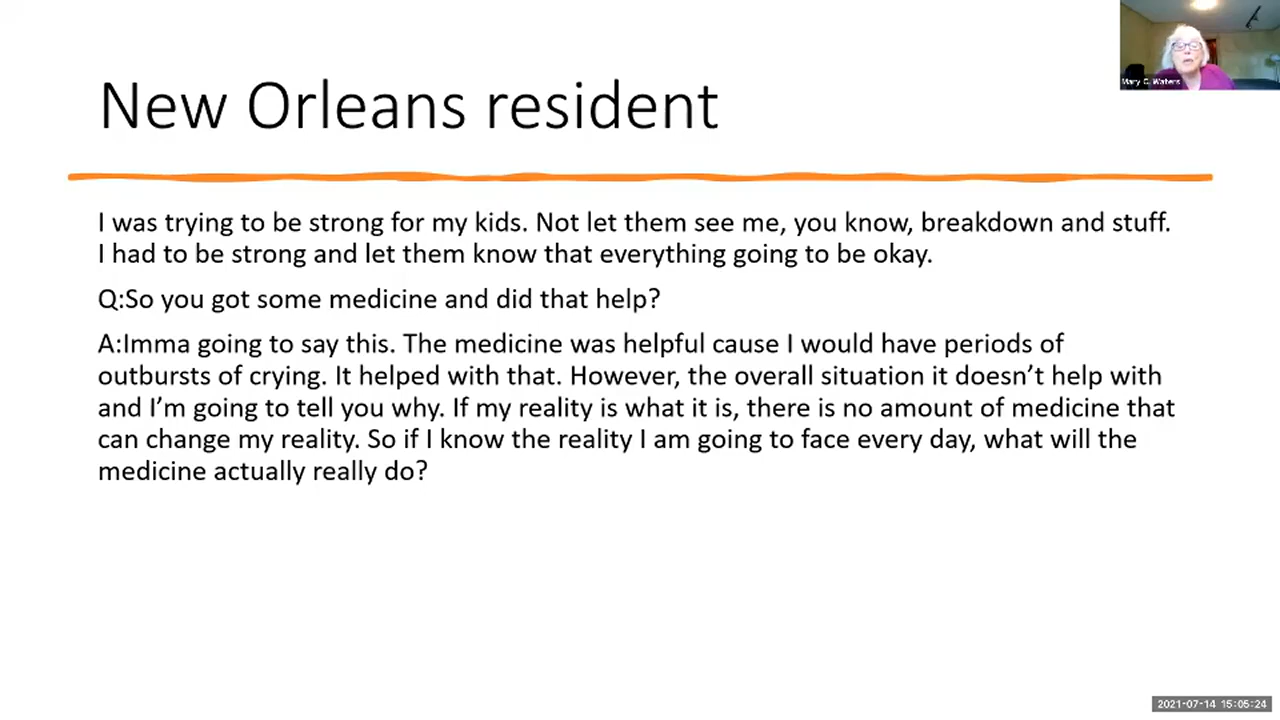 Mary C. Waters
New Orleans resident
I was trying to be strong for my kids. Not let them see me, you know, breakdown and stuff.
I had to be strong and let them know that everything going to be okay.
Q:So you got some medicine and did that help?
A:Imma going to say this. The medicine was helpful cause I would have periods of
outbursts of crying. It helped with that. However, the overall situation it doesn’t help with
and I’m going to tell you why. If my reality is what it is, there is no amount of medicine that
can change my reality. So if I know the reality I am going to face every day, what will the
medicine actually really do?
2021-07-14 15:05:24